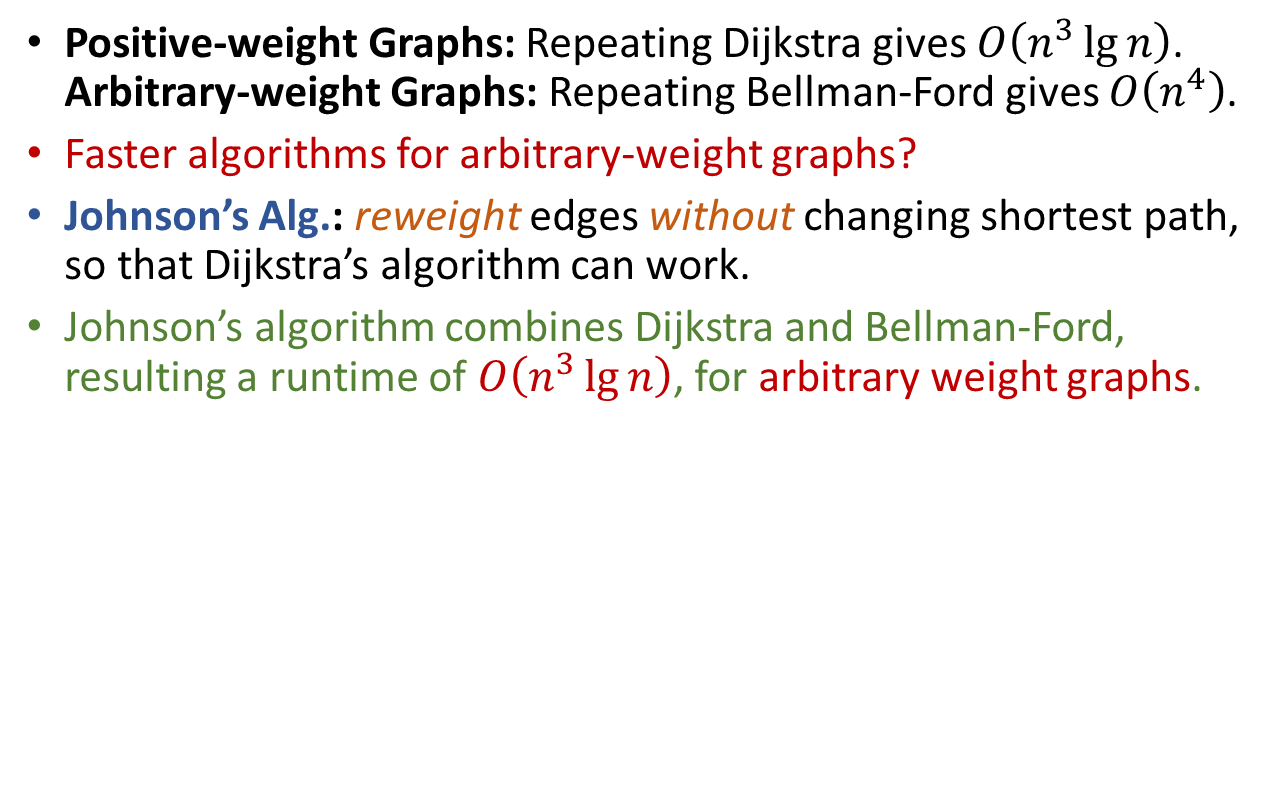 • Positive-weight Graphs: Repeating Dijkstra gives O(n³ lg n).
Arbitrary-weight Graphs: Repeating Bellman-Ford gives O(n⁴).
• Faster algorithms for arbitrary-weight graphs?
• Johnson’s Alg.: reweight edges without changing shortest path,
so that Dijkstra’s algorithm can work.
• Johnson’s algorithm combines Dijkstra and Bellman-Ford,
resulting a runtime of O(n³ lg n), for arbitrary weight graphs.